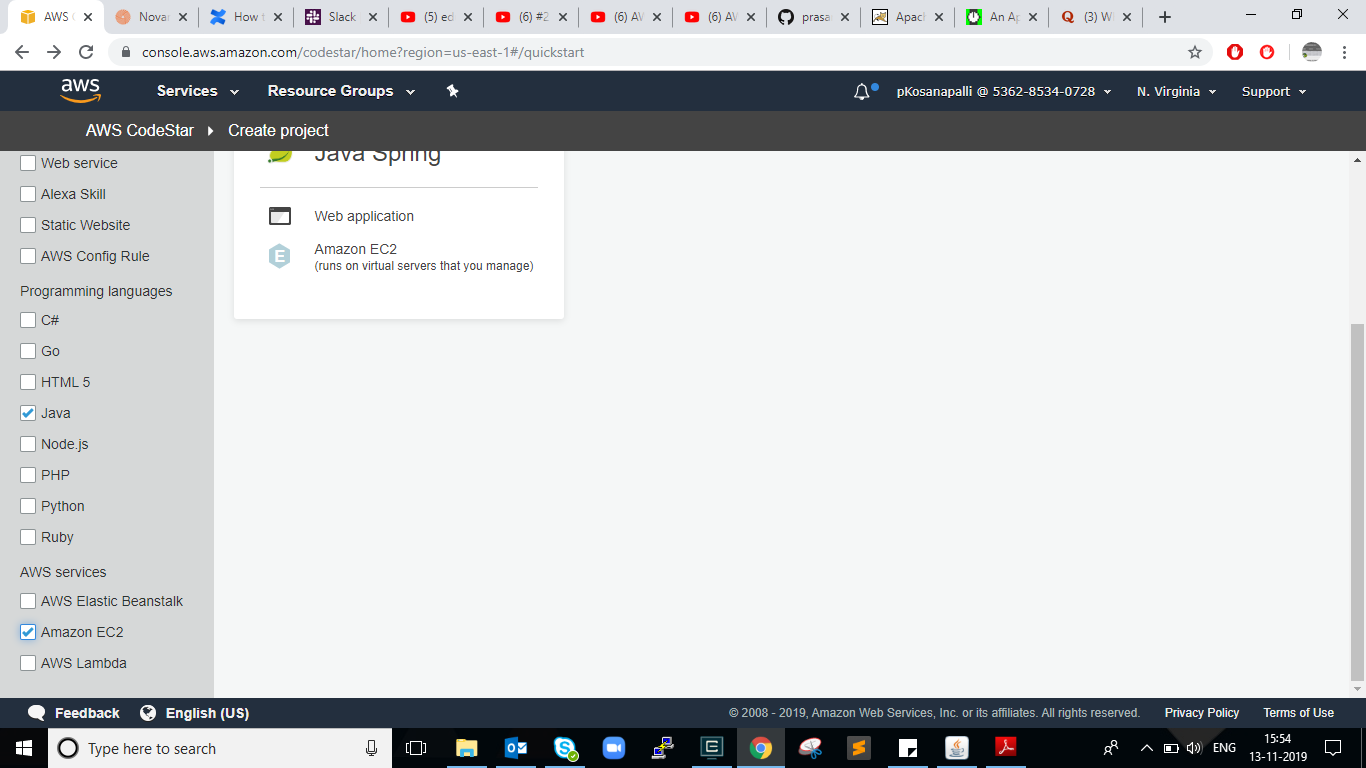 AWS C
Novar
How t
Slack
(5) ed
(6) #2
(6) AV
(6) AV
prasa
Apac
An Ap
(3) W
console.aws.amazon.com/codestar/home?region=us-east-1#/quickstart
aws
Services
Resource Groups
pKosanapalli @ 5362-8534-0728
N. Virginia
Support
AWS CodeStar
Create project
Web service
Alexa Skill
Static Website
AWS Config Rule
Programming languages
C#
Go
HTML 5
Java
Node.js
PHP
Python
Ruby
AWS services
AWS Elastic Beanstalk
Amazon EC2
AWS Lambda
Java Spring
Web application
E
Amazon EC2
(runs on virtual servers that you manage)
Feedback
English (US)
© 2008 - 2019, Amazon Web Services, Inc. or its affiliates. All rights reserved.
Privacy Policy
Terms of Use
Type here to search
ENG
15:54
13-11-2019